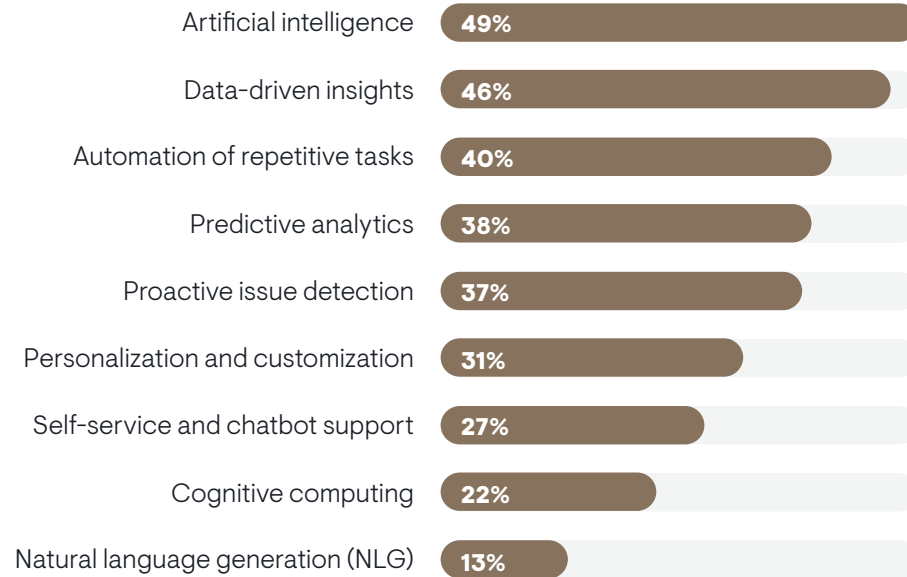 Artificial intelligence 49%
Data-driven insights 46%
Automation of repetitive tasks 40%
Predictive analytics 38%
Proactive issue detection 37%
Personalization and customization 31%
Self-service and chatbot support 27%
Cognitive computing 22%
Natural language generation (NLG) 13%